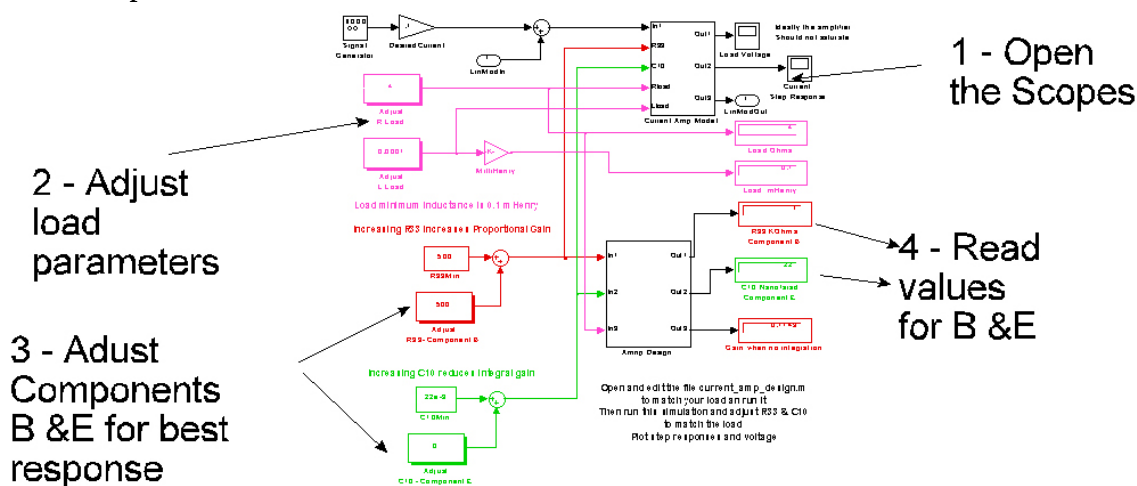 Signal
Generator
Desired Current
LinModIn
In1
R33
C10
Rload
Lload
Out1
Out2
Out3
Current Amp Model
Load Voltage
Ideally the amplifier
Should not saturate
Current
Step Response
LinModOut
1 - Open
the Scopes
Adjust
R Load
0.0001
Adjust
L Load
MilliHenry
Load Ohms
Load mHenry
2 - Adjust
load
parameters
Load minimum inductance is 0.1 mHenry
Increasing R33 increases Proportional Gain
500
R33Min
500
Adjust
R33 - Component B
In1
In2
In3
Out1
Out2
Out3
Amp Design
R33 KOhms
Component B
22
C10 Nanofarad
Component E
Gain when no integration
4 - Read
values
for B &E
3 - Adust
Components
B &E for best
response
Increasing C10 reduces Integral gain
22e-9
C10Min
0
Adjust
C10 - Component E
Open and edit the file current_amp_design.m
to match your load an run it
Then run this simulation and adjust R33 & C10
to match the load
Plot step responses and voltage